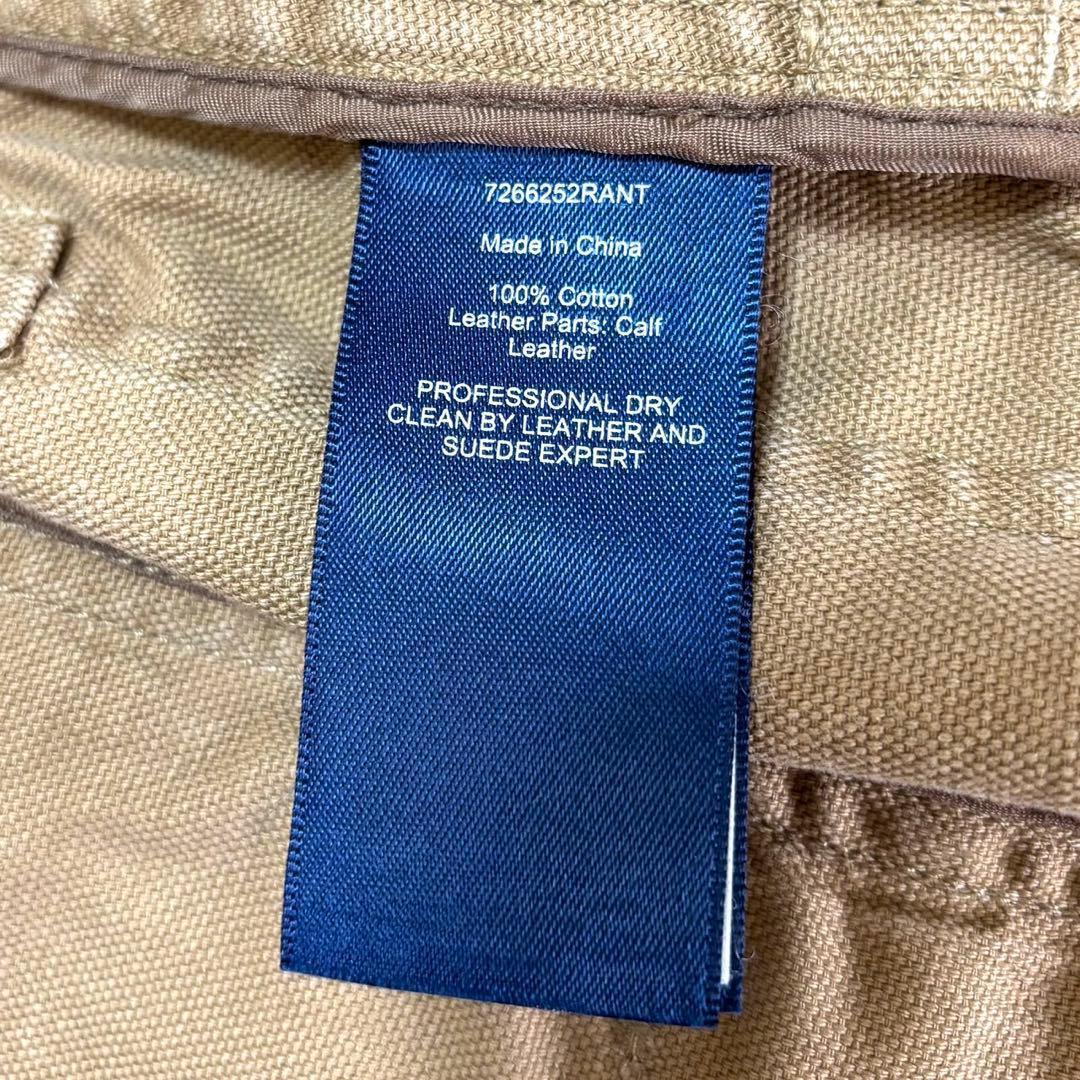 7266252RANT
Made in China
100% Cotton
Leather Parts: Calf
Leather
PROFESSIONAL DRY
CLEAN BY LEATHER AND
SUEDE EXPERT